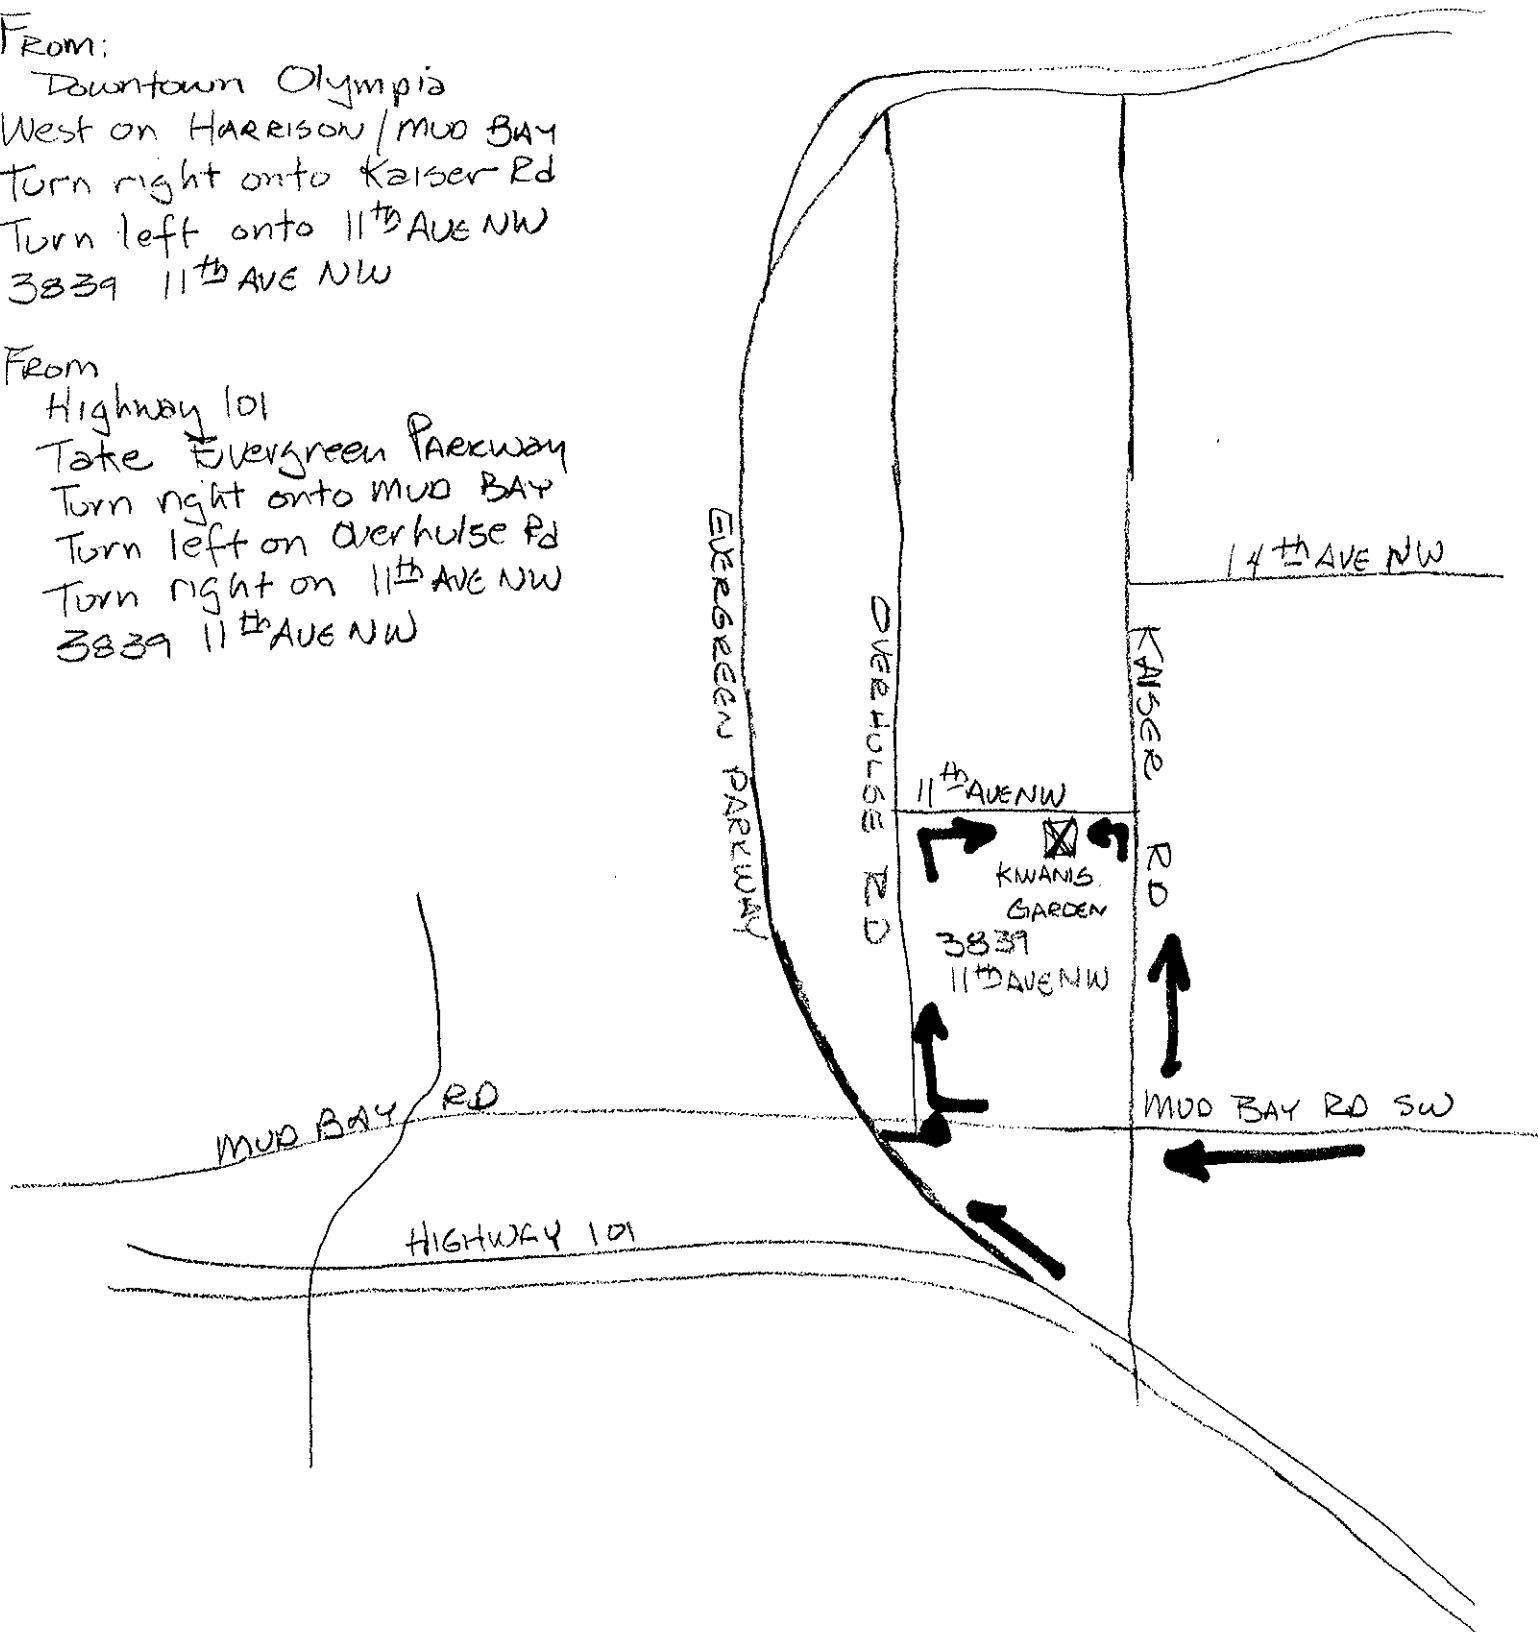 FROM:
Downtown Olympia
West on HARRISON/MUD BAY
Turn right onto Kaiser Rd
Turn left onto 11th AVE NW
3839 11th AVE NW
FROM
Highway 101
Take Evergreen PARKway
Turn right onto MUD BAY
Turn left on Overhulse Rd
Turn right on 11th AVE NW
3839 11th AVE NW
EVERGREEN PARKWAY
OVERHULSE RD
14th AVE NW
KAISER RD
11th AVE NW
KWANIS
GARDEN
3839
11th AVE NW
MUD BAY RD
MUD BAY RD SW
HIGHWAY 101